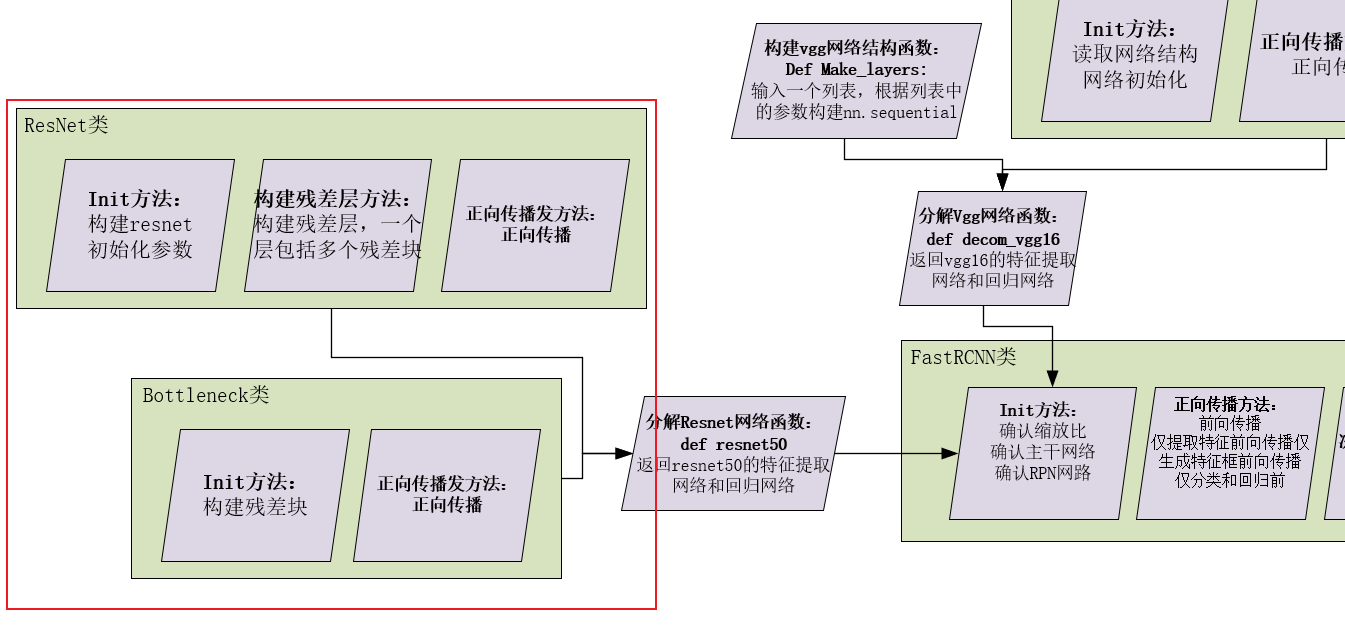 构建vgg网络结构函数：
Def Make_layers:
输入一个列表，根据列表中
的参数构建nn.sequential
Init方法：
读取网络结构
网络初始化
正向传播
正向传
ResNet类
Init方法：
构建resnet
初始化参数
构建残差层方法：
构建残差层，一个
层包括多个残差块
正向传播发方法：
正向传播
分解Vgg网络函数：
def decom_vgg16
返回vgg16的特征提取
网络和回归网络
Bottleneck类
Init方法：
构建残差块
正向传播发方法：
正向传播
分解Resnet网络函数：
def resnet50
返回resnet50的特征提取
网络和回归网络
FastRCNN类
Init方法：
确认缩放比
确认主干网络
确认RPN网路
正向传播方法：
前向传播
仅提取特征前向传播仅
生成特征框前向传播
仅分类和回归前